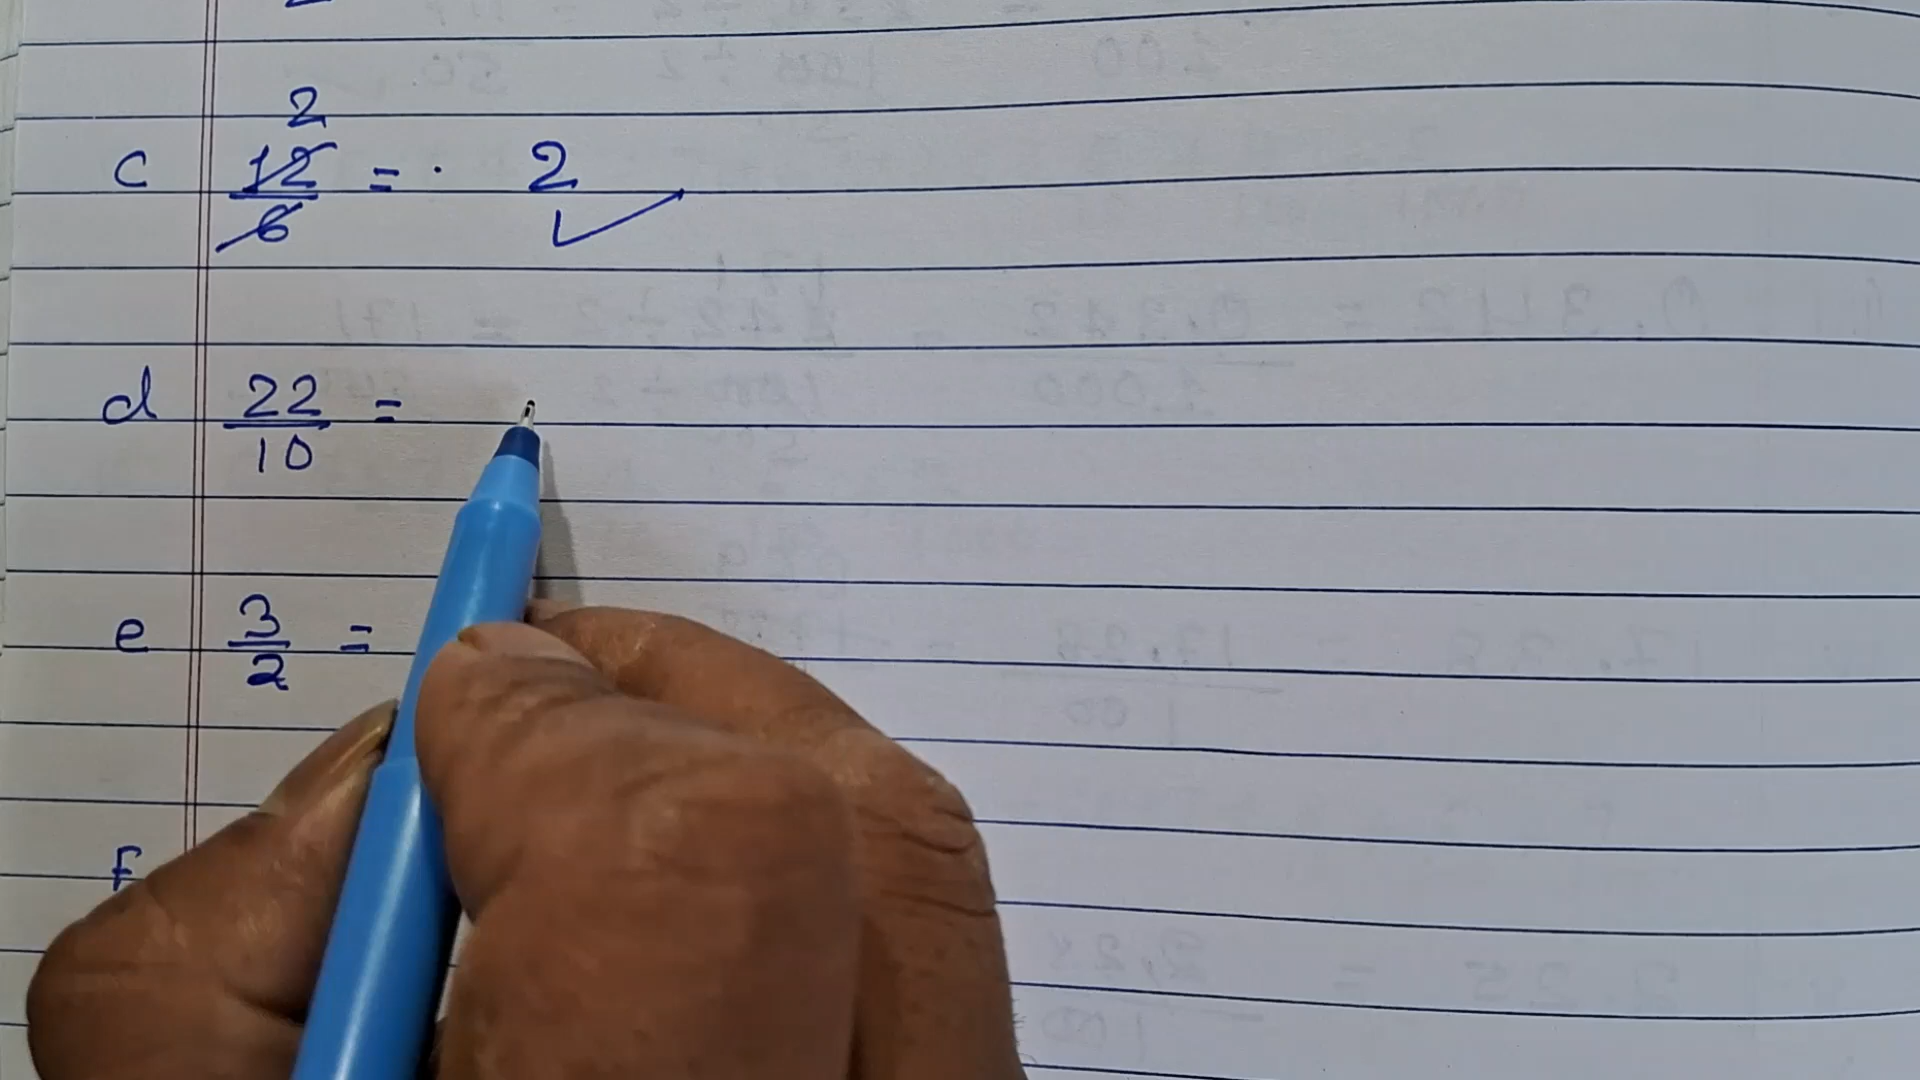 2
c 12/6 = . 2 ✓
d 22/10 =
e 3/2 =
f